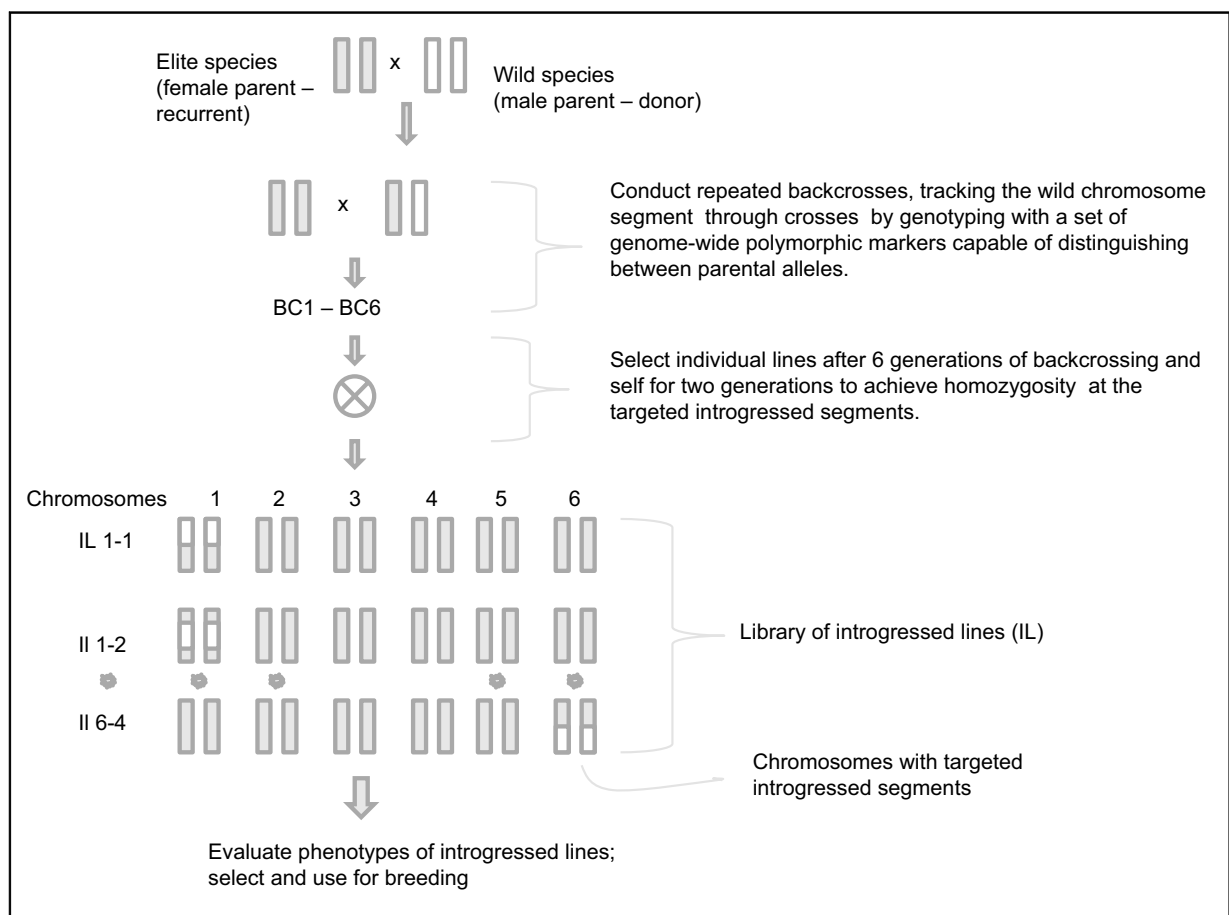 Elite species
(female parent –
recurrent)
x
Wild species
(male parent – donor)
x
Conduct repeated backcrosses, tracking the wild chromosome
segment through crosses by genotyping with a set of
genome-wide polymorphic markers capable of distinguishing
between parental alleles.
BC1 – BC6
Select individual lines after 6 generations of backcrossing and
self for two generations to achieve homozygosity at the
targeted introgressed segments.
Chromosomes 1 2 3 4 5 6
IL 1-1
Il 1-2
Library of introgressed lines (IL)
Il 6-4
Chromosomes with targeted
introgressed segments
Evaluate phenotypes of introgressed lines;
select and use for breeding